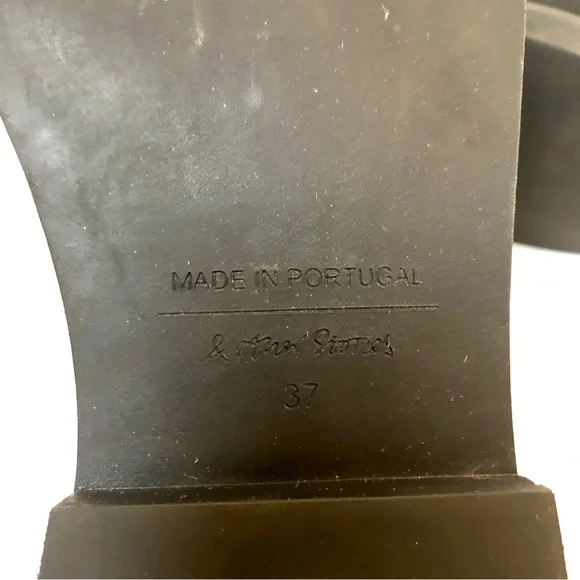 MADE IN PORTUGAL
& other Stories
37